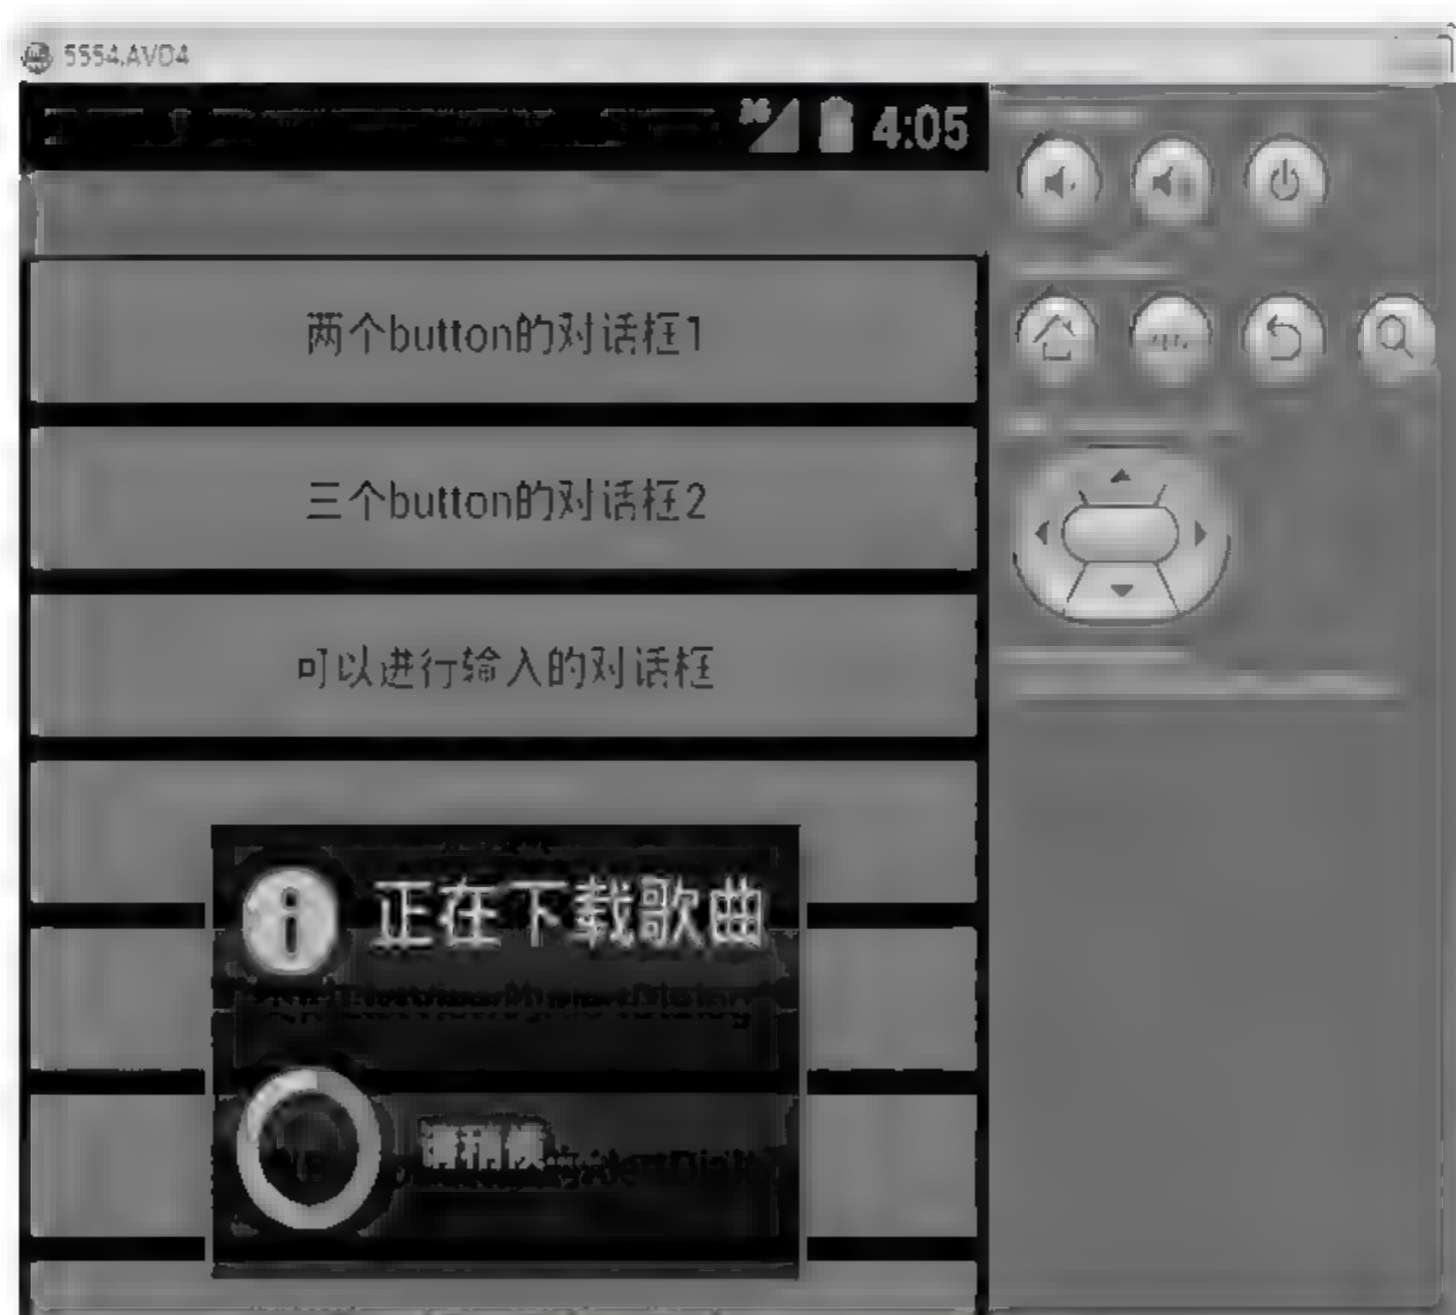 5554:AVD4
3G 4:05
两个button的对话框1
三个button的对话框2
可以进行输入的对话框
正在下载歌曲
请稍候...